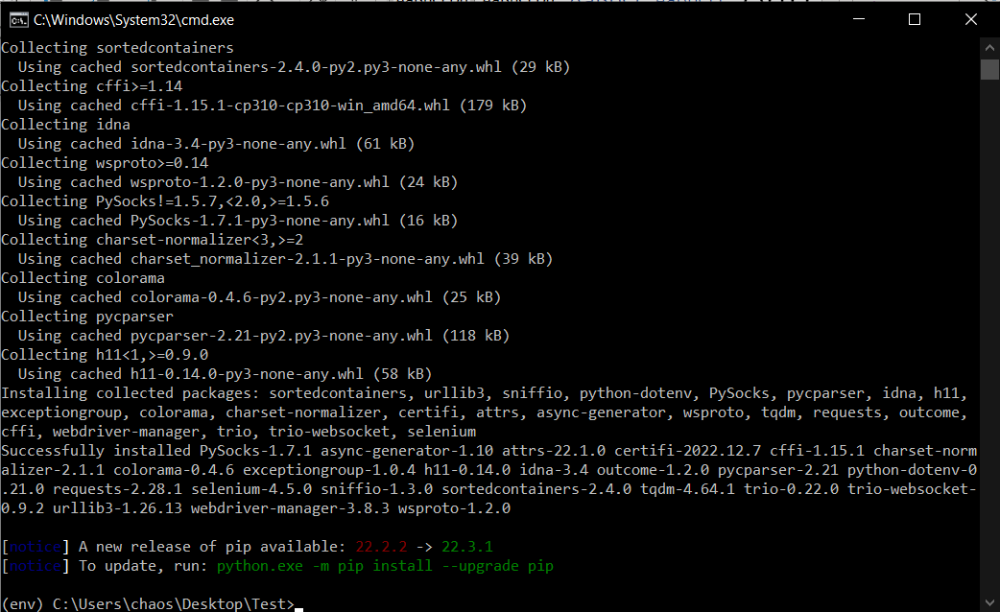 C:\Windows\System32\cmd.exe
Collecting sortedcontainers
  Using cached sortedcontainers-2.4.0-py2.py3-none-any.whl (29 kB)
Collecting cffi>=1.14
  Using cached cffi-1.15.1-cp310-cp310-win_amd64.whl (179 kB)
Collecting idna
  Using cached idna-3.4-py3-none-any.whl (61 kB)
Collecting wsproto>=0.14
  Using cached wsproto-1.2.0-py3-none-any.whl (24 kB)
Collecting PySocks!=1.5.7,<2.0,>=1.5.6
  Using cached PySocks-1.7.1-py3-none-any.whl (16 kB)
Collecting charset-normalizer<3,>=2
  Using cached charset_normalizer-2.1.1-py3-none-any.whl (39 kB)
Collecting colorama
  Using cached colorama-0.4.6-py2.py3-none-any.whl (25 kB)
Collecting pycparser
  Using cached pycparser-2.21-py2.py3-none-any.whl (118 kB)
Collecting h11<1,>=0.9.0
  Using cached h11-0.14.0-py3-none-any.whl (58 kB)
Installing collected packages: sortedcontainers, urllib3, sniffio, python-dotenv, PySocks, pycparser, idna, h11,
exceptiongroup, colorama, charset-normalizer, certifi, attrs, async-generator, wsproto, tqdm, requests, outcome,
cffi, webdriver-manager, trio, trio-websocket, selenium
Successfully installed PySocks-1.7.1 async-generator-1.10 attrs-22.1.0 certifi-2022.12.7 cffi-1.15.1 charset-norm
alizer-2.1.1 colorama-0.4.6 exceptiongroup-1.0.4 h11-0.14.0 idna-3.4 outcome-1.2.0 pycparser-2.21 python-dotenv-0
.21.0 requests-2.28.1 selenium-4.5.0 sniffio-1.3.0 sortedcontainers-2.4.0 tqdm-4.64.1 trio-0.22.0 trio-websocket-
0.9.2 urllib3-1.26.13 webdriver-manager-3.8.3 wsproto-1.2.0
[notice] A new release of pip available: 22.2.2 -> 22.3.1
[notice] To update, run: python.exe -m pip install --upgrade pip
(env) C:\Users\chaos\Desktop\Test>